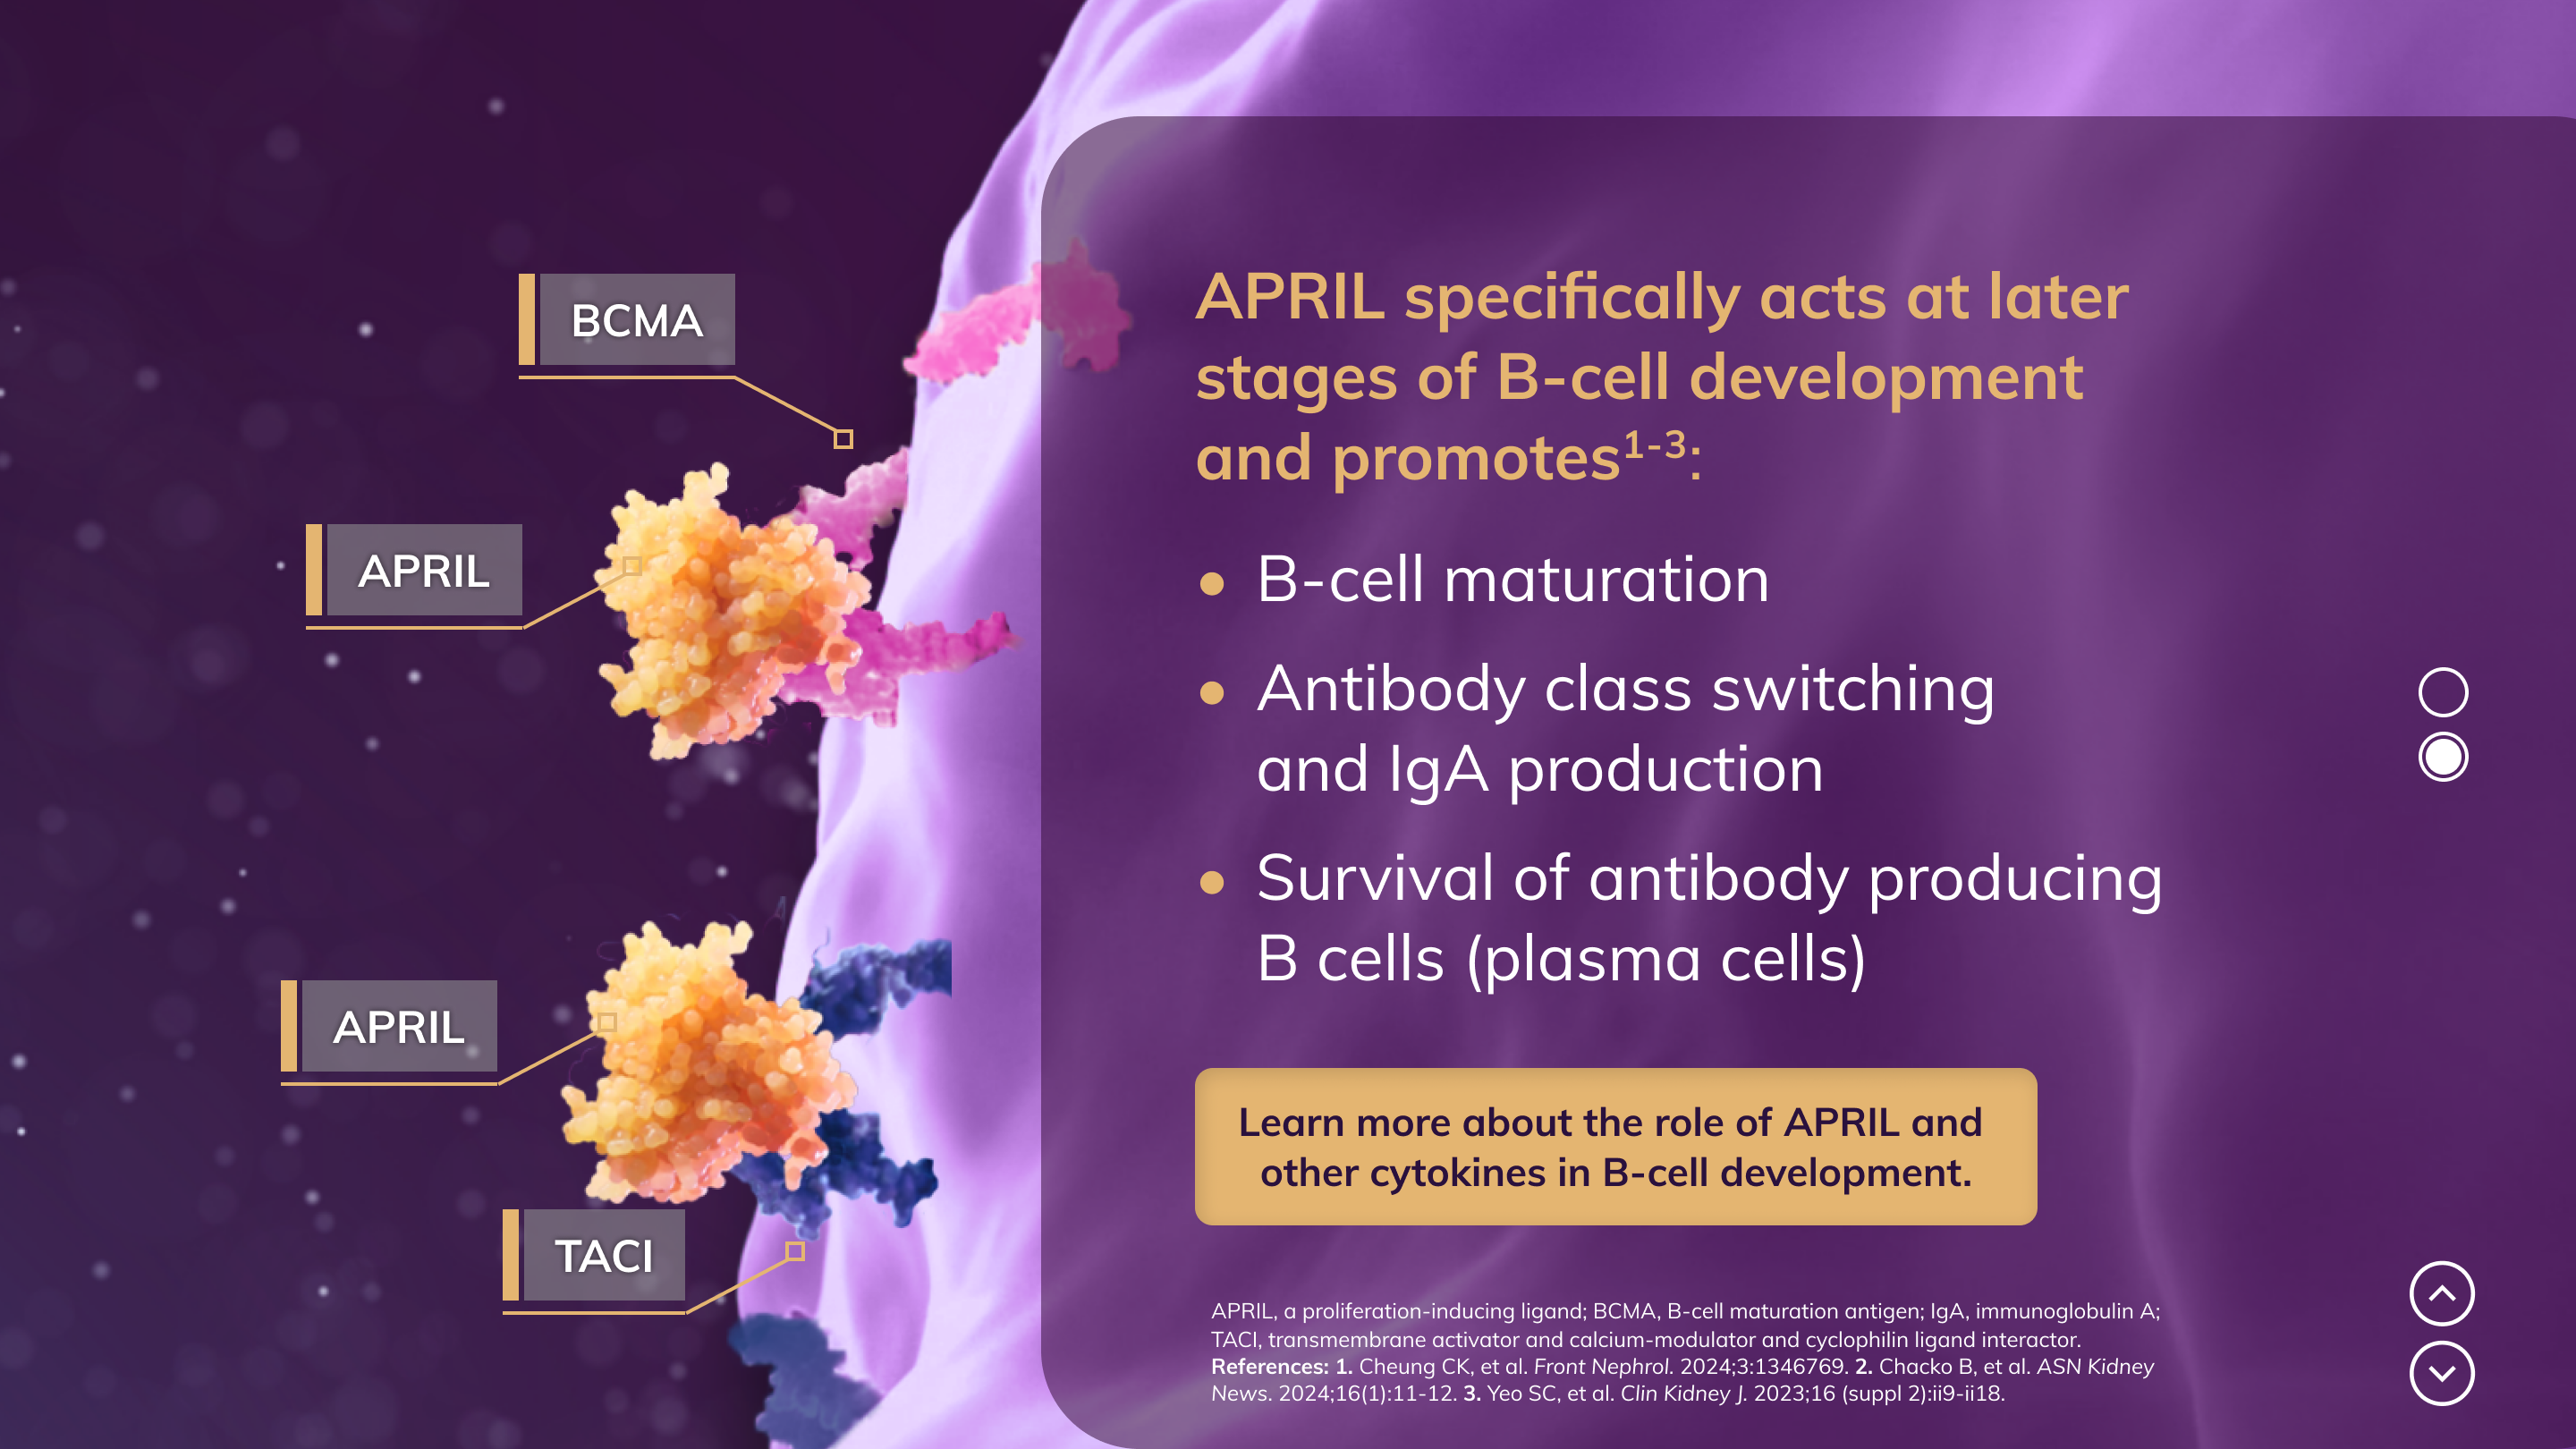 BCMA
APRIL
APRIL
TACI
APRIL specifically acts at later
stages of B-cell development
and promotes¹⁻³:
• B-cell maturation
• Antibody class switching
and IgA production
• Survival of antibody producing
B cells (plasma cells)
Learn more about the role of APRIL and
other cytokines in B-cell development.
APRIL, a proliferation-inducing ligand; BCMA, B-cell maturation antigen; IgA, immunoglobulin A;
TACI, transmembrane activator and calcium-modulator and cyclophilin ligand interactor.
References: 1. Cheung CK, et al. Front Nephrol. 2024;3:1346769. 2. Chacko B, et al. ASN Kidney
News. 2024;16(1):11-12. 3. Yeo SC, et al. Clin Kidney J. 2023;16 (suppl 2):ii9-ii18.